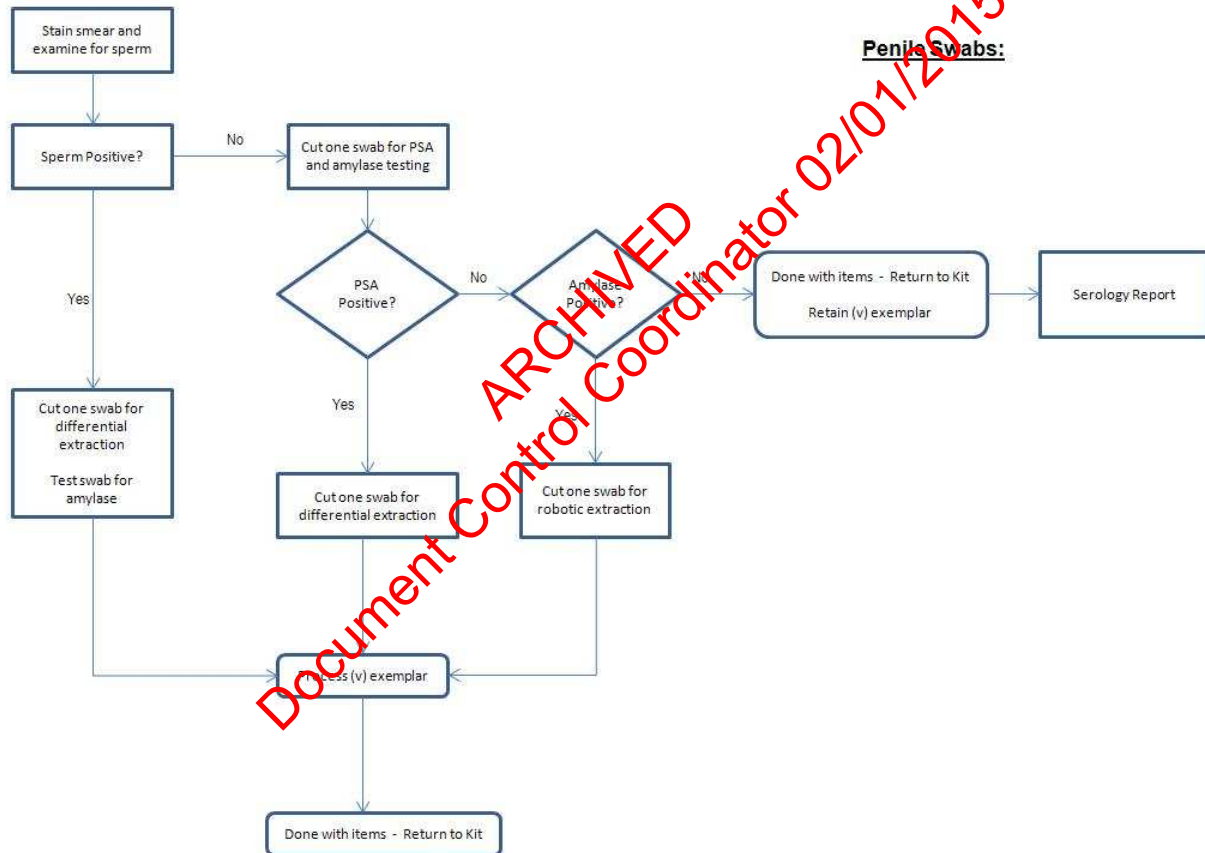 Penile Swabs:
Stain smear and
examine for sperm
Sperm Positive?
No
Cut one swab for PSA
and amylase testing
Yes
PSA
Positive?
No
Amylase
Positive?
No
Done with items - Return to Kit
Retain (v) exemplar
Serology Report
Cut one swab for
differential
extraction
Test swab for
amylase
Yes
Cut one swab for
differential extraction
Yes
Cut one swab for
robotic extraction
Process (v) exemplar
Done with items - Return to Kit
ARCHIVED
Document Control Coordinator 02/01/2015